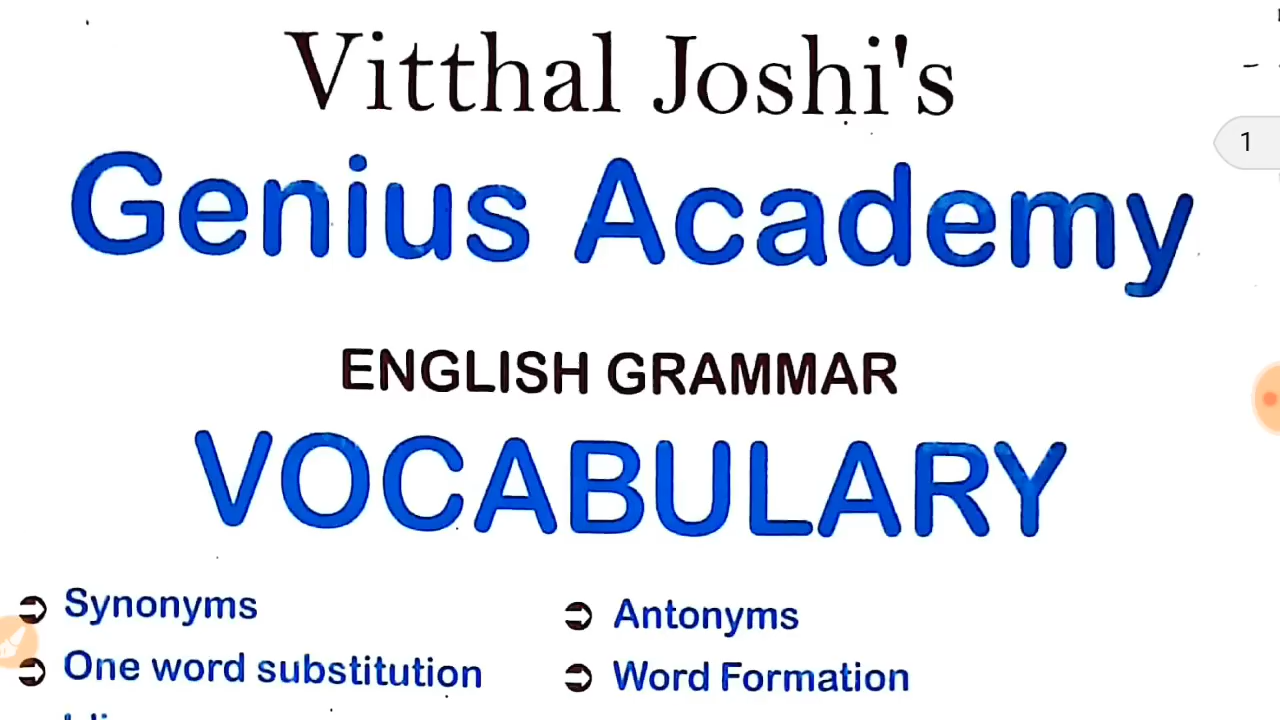 Vitthal Joshi's
1
Genius Academy
ENGLISH GRAMMAR
VOCABULARY
➲ Synonyms
➲ Antonyms
➲ One word substitution
➲ Word Formation